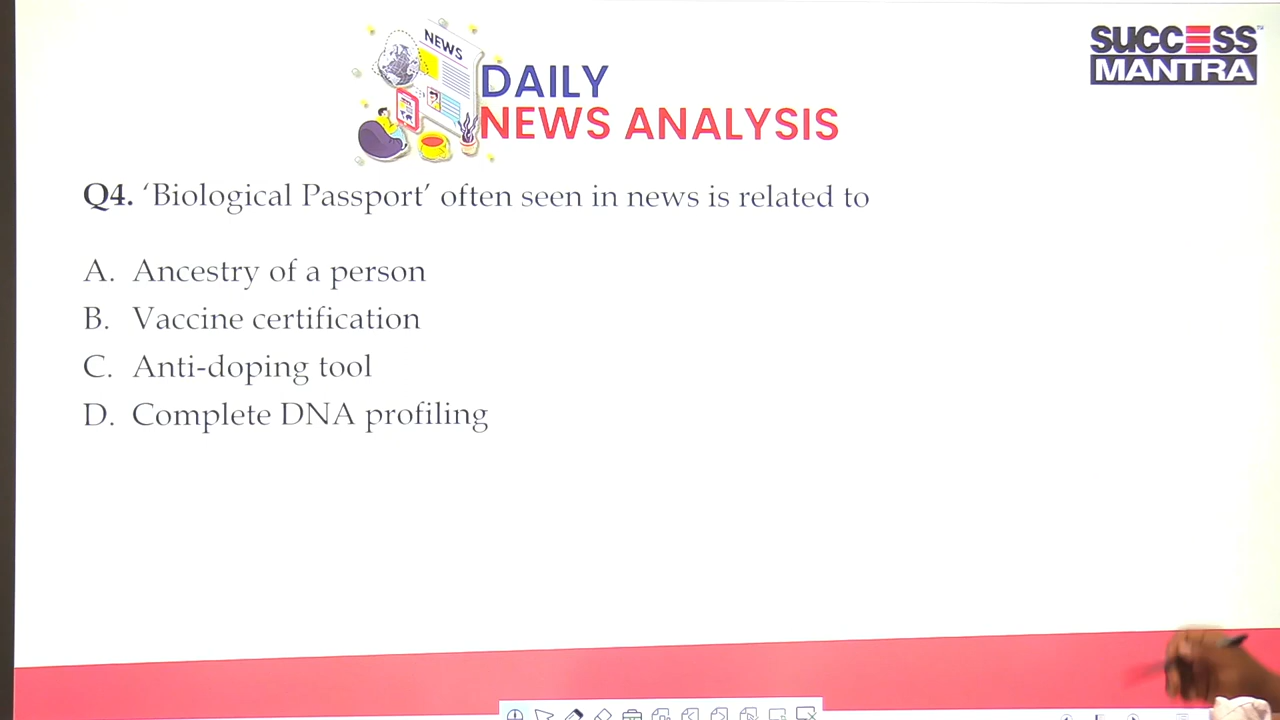 NEWS
DAILY
NEWS ANALYSIS
SUCCESS
MANTRA
Q4. ‘Biological Passport’ often seen in news is related to
A. Ancestry of a person
B. Vaccine certification
C. Anti-doping tool
D. Complete DNA profiling